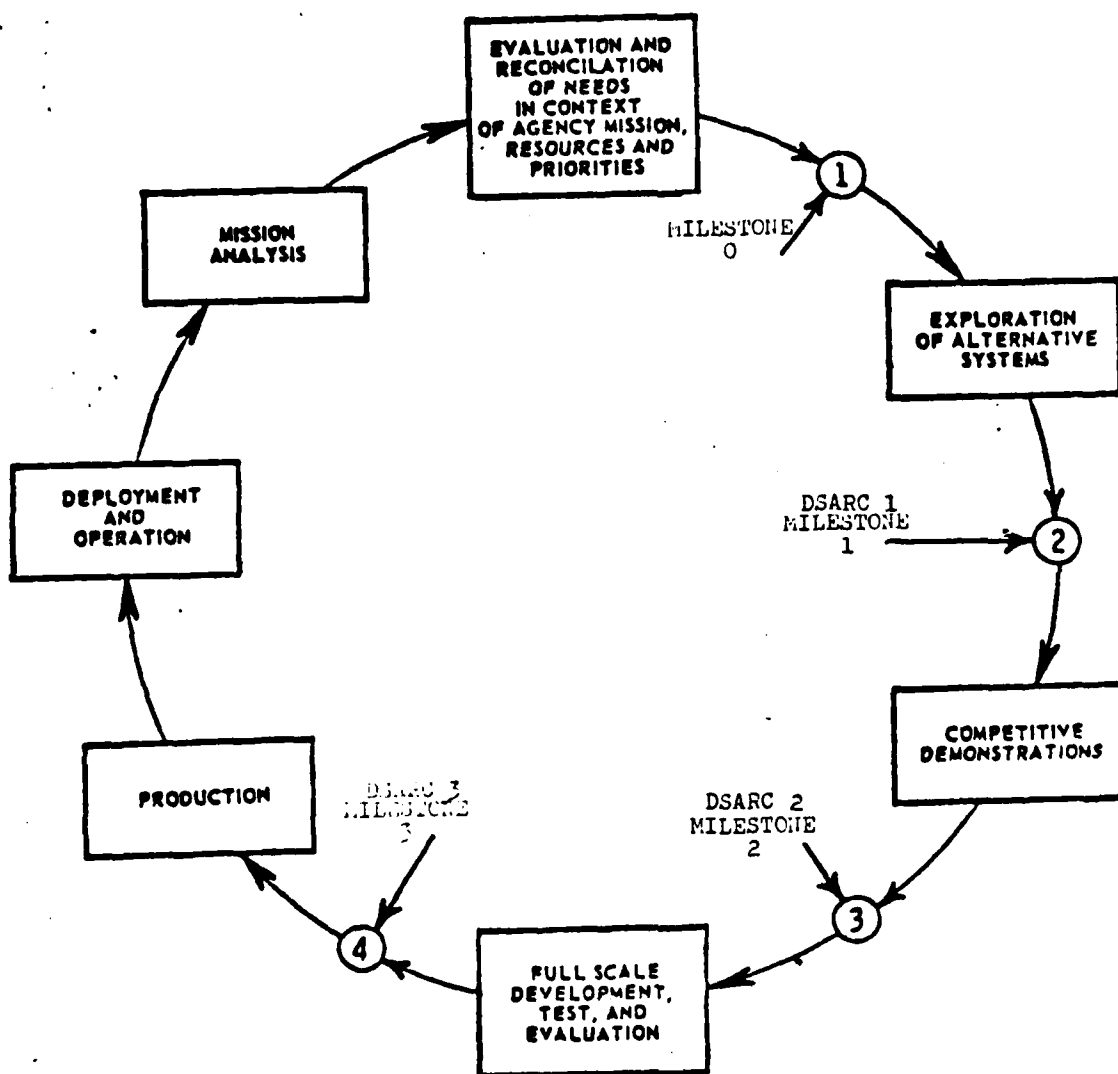 EVALUATION AND
RECONCILATION
OF NEEDS
IN CONTEXT
OF AGENCY MISSION,
RESOURCES AND
PRIORITIES
1
MILESTONE
0
EXPLORATION
OF ALTERNATIVE
SYSTEMS
DSARC 1
MILESTONE
1
2
COMPETITIVE
DEMONSTRATIONS
DSARC 2
MILESTONE
2
3
FULL SCALE
DEVELOPMENT,
TEST, AND
EVALUATION
DSARC 3
MILESTONE
3
4
PRODUCTION
DEPLOYMENT
AND
OPERATION
MISSION
ANALYSIS